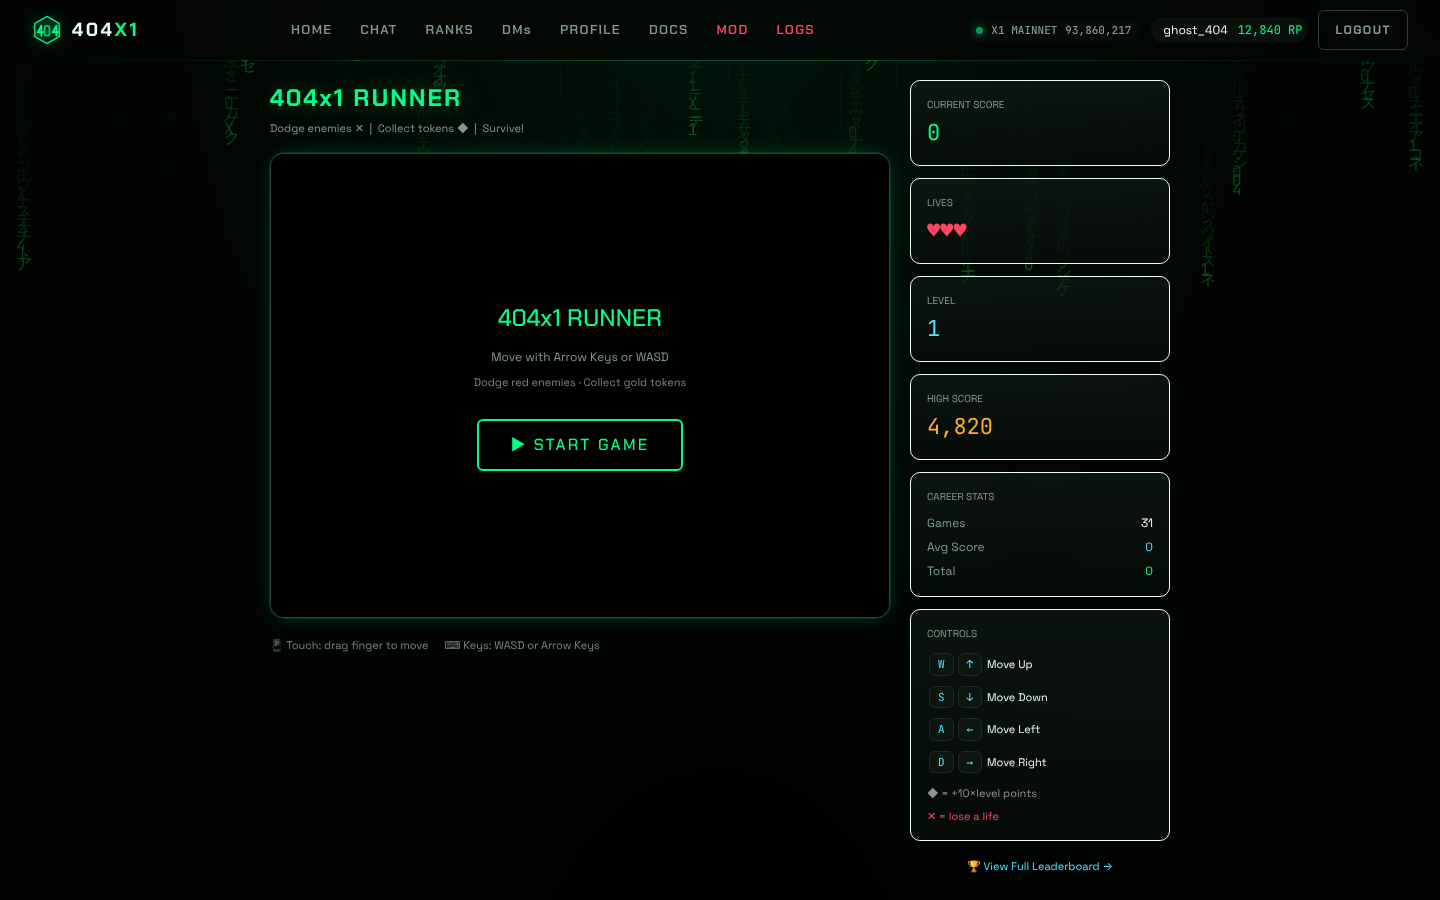 404 404X1 HOME CHAT RANKS DMs PROFILE DOCS MOD LOGS X1 MAINNET 93,860,217 ghost_404 12,840 RP LOGOUT
404x1 RUNNER
Dodge enemies ✕ | Collect tokens ◆ | Survive!
404x1 RUNNER
Move with Arrow Keys or WASD
Dodge red enemies · Collect gold tokens
▶ START GAME
📱 Touch: drag finger to move ⌨ Keys: WASD or Arrow Keys
CURRENT SCORE
0
LIVES
♥♥♥
LEVEL
1
HIGH SCORE
4,820
CAREER STATS
Games 31
Avg Score 0
Total 0
CONTROLS
W ↑ Move Up
S ↓ Move Down
A ← Move Left
D → Move Right
◆ = +10×level points
✕ = lose a life
🏆 View Full Leaderboard →